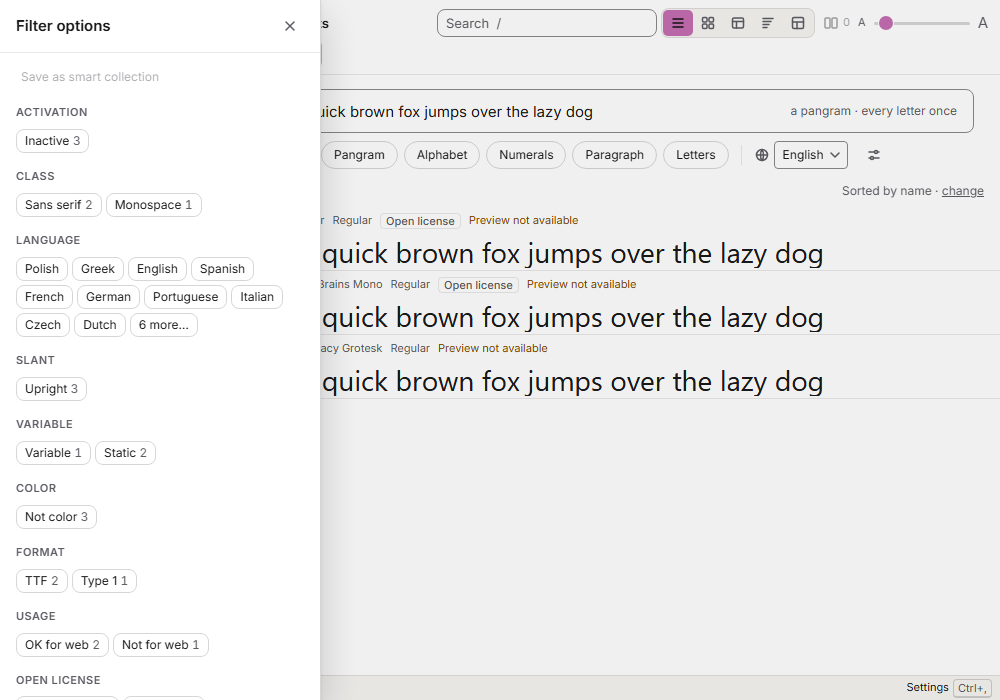 Filter options
Save as smart collection
ACTIVATION
Inactive 3
CLASS
Sans serif 2 Monospace 1
LANGUAGE
Polish Greek English Spanish
French German Portuguese Italian
Czech Dutch 6 more...
SLANT
Upright 3
VARIABLE
Variable 1 Static 2
COLOR
Not color 3
FORMAT
TTF 2 Type 1 1
USAGE
OK for web 2 Not for web 1
OPEN LICENSE
Search / 0 A A
brown fox jumps over the lazy dog a pangram · every letter once
Pangram Alphabet Numerals Paragraph Letters English
Sorted by name · change
Regular Open license Preview not available
quick brown fox jumps over the lazy dog
Mono Regular Open license Preview not available
quick brown fox jumps over the lazy dog
Grotesk Regular Preview not available
quick brown fox jumps over the lazy dog
Settings Ctrl+,